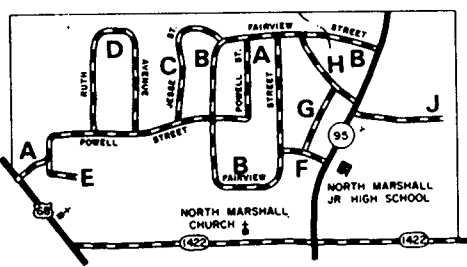 FAIRVIEW STREET
D
ST.
B
A
B
H
C
RUTH
AVENUE
JESSE
POWELL ST.
STREET
G
J
95
POWELL
STREET
A
E
B
FAIRVIEW
F
68
NORTH MARSHALL
JR HIGH SCHOOL
NORTH MARSHALL
CHURCH
1422
1422